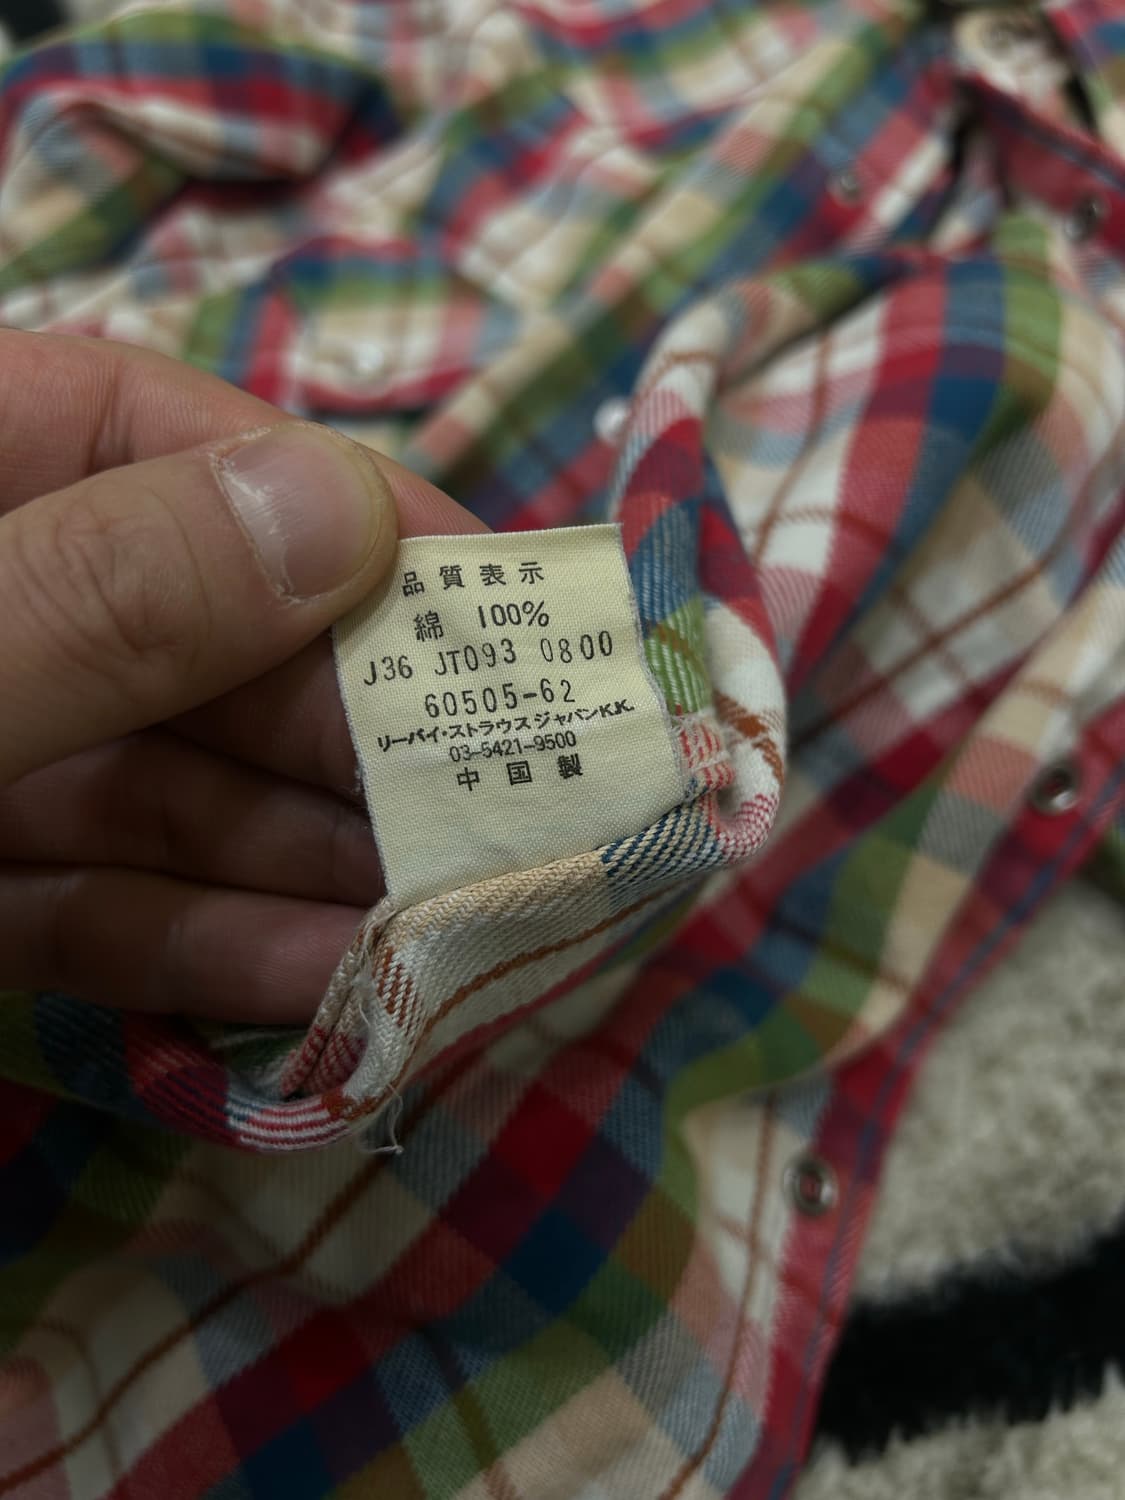 品質表示
綿 100%
J36 JT093 0800
60505-62
リーバイ・ストラウスジャパンK.K.
03-5421-9500
中国製